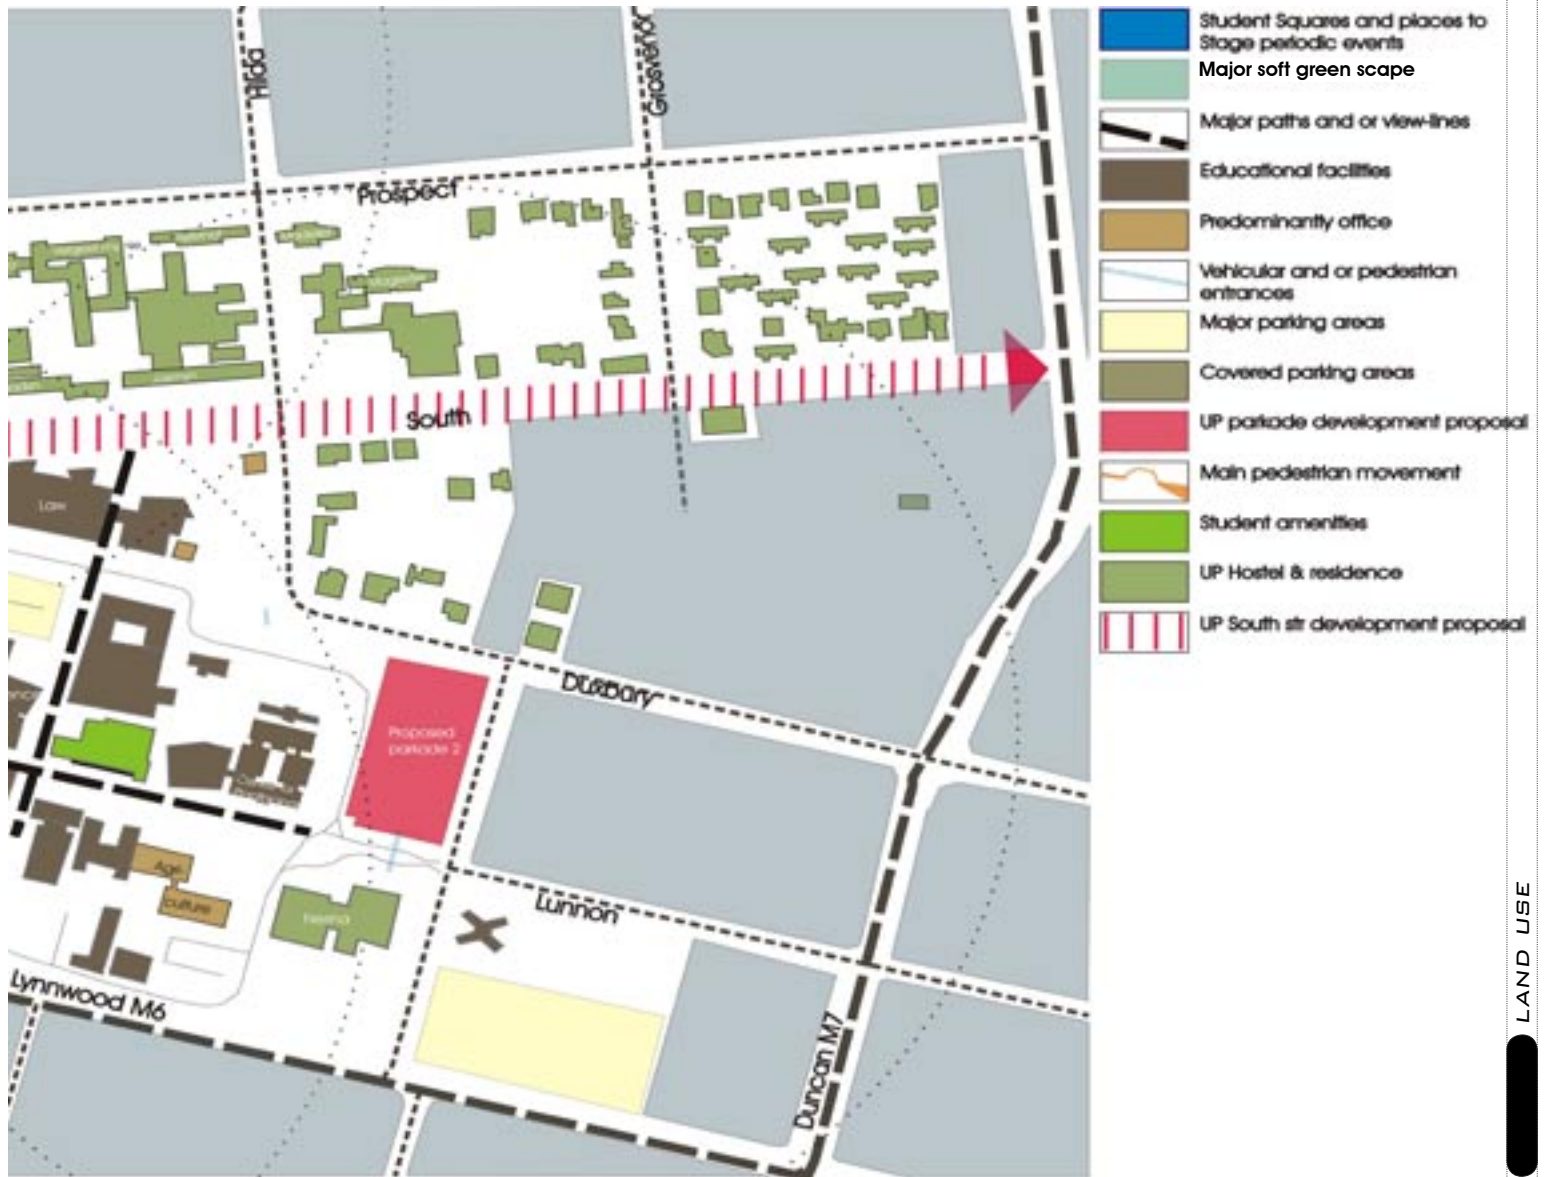 Hilda
Grosvenor
Prospect
South
Law
Proposed
parkade 2
Duxbury
Agri
culture
Nerina
Lunnon
Lynnwood M6
Duncan M7
Student Squares and places to
Stage periodic events
Major soft green scape
Major paths and or view-lines
Educational facilities
Predominantly office
Vehicular and or pedestrian
entrances
Major parking areas
Covered parking areas
UP parkade development proposal
Main pedestrian movement
Student amenities
UP Hostel & residence
UP South str development proposal
LAND USE